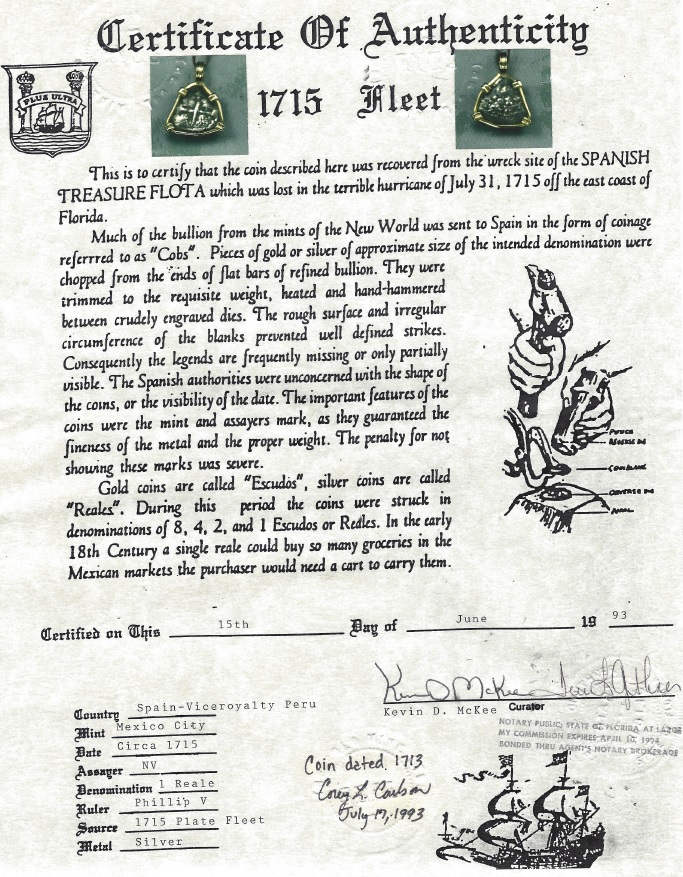 Certificate Of Authenticity
PLUS ULTRA
1715 Fleet
This is to certify that the coin described here was recovered from the wreck site of the SPANISH
TREASURE FLOTA which was lost in the terrible hurricane of July 31, 1715 off the east coast of
Florida.
Much of the bullion from the mints of the New World was sent to Spain in the form of coinage
referrred to as "Cobs". Pieces of gold or silver of approximate size of the intended denomination were
chopped from the ends of flat bars of refined bullion. They were
trimmed to the requisite weight, heated and hand-hammered
between crudely engraved dies. The rough surface and irregular
circumference of the blanks prevented well defined strikes.
Consequently the legends are frequently missing or only partially
visible. The Spanish authorities were unconcerned with the shape of
the coins, or the visibility of the date. The important features of the
coins were the mint and assayers mark, as they guaranteed the
fineness of the metal and the proper weight. The penalty for not
showing these marks was severe.
Gold coins are called "Escudos", silver coins are called
"Reales". During this period the coins were struck in
denominations of 8, 4, 2, and 1 Escudos or Reales. In the early
18th Century a single reale could buy so many groceries in the
Mexican markets the purchaser would need a cart to carry them.
Certified on This 15th Day of June 19 93
Kevin D. McKee
Kevin D. McKee Curator
NOTARY PUBLIC; STATE OF FLORIDA AT LARGE
MY COMMISSION EXPIRES APRIL 10, 1994
BONDED THRU AGENT'S NOTARY BROKERAGE
Country Spain-Viceroyalty Peru
Mint Mexico City
Date Circa 1715
Assayer NV
Denomination 1 Reale
Ruler Phillip V
Source 1715 Plate Fleet
Metal Silver
Coin dated 1713
Corey L. Carlson
July 17, 1993